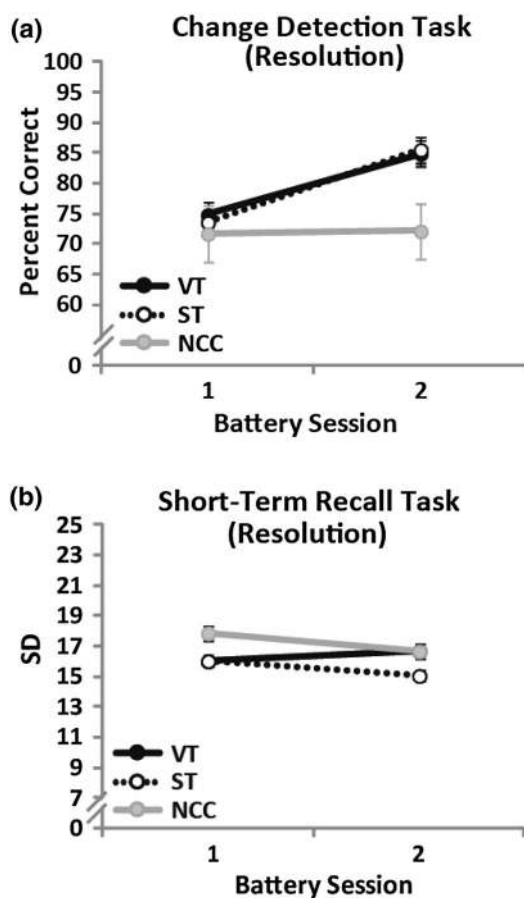 (a)
Change Detection Task
(Resolution)
Percent Correct
100
95
90
85
80
75
70
65
60
0
VT
ST
NCC
1
2
Battery Session
(b)
Short-Term Recall Task
(Resolution)
SD
25
23
21
19
17
15
13
11
9
7
0
VT
ST
NCC
1
2
Battery Session